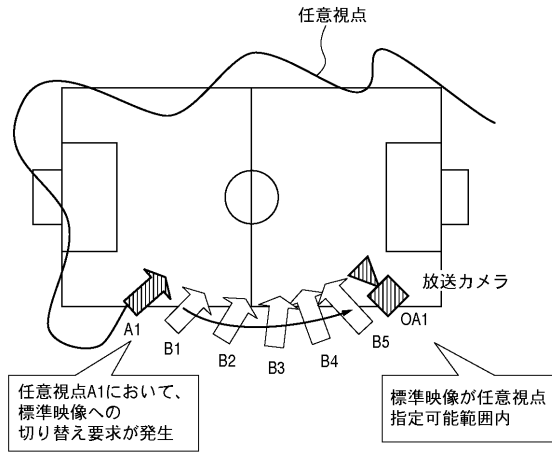 任意視点
放送カメラ
A1
B1
B2
B3
B4
B5
OA1
任意視点A1において、
標準映像への
切り替え要求が発生
標準映像が任意視点
指定可能範囲内